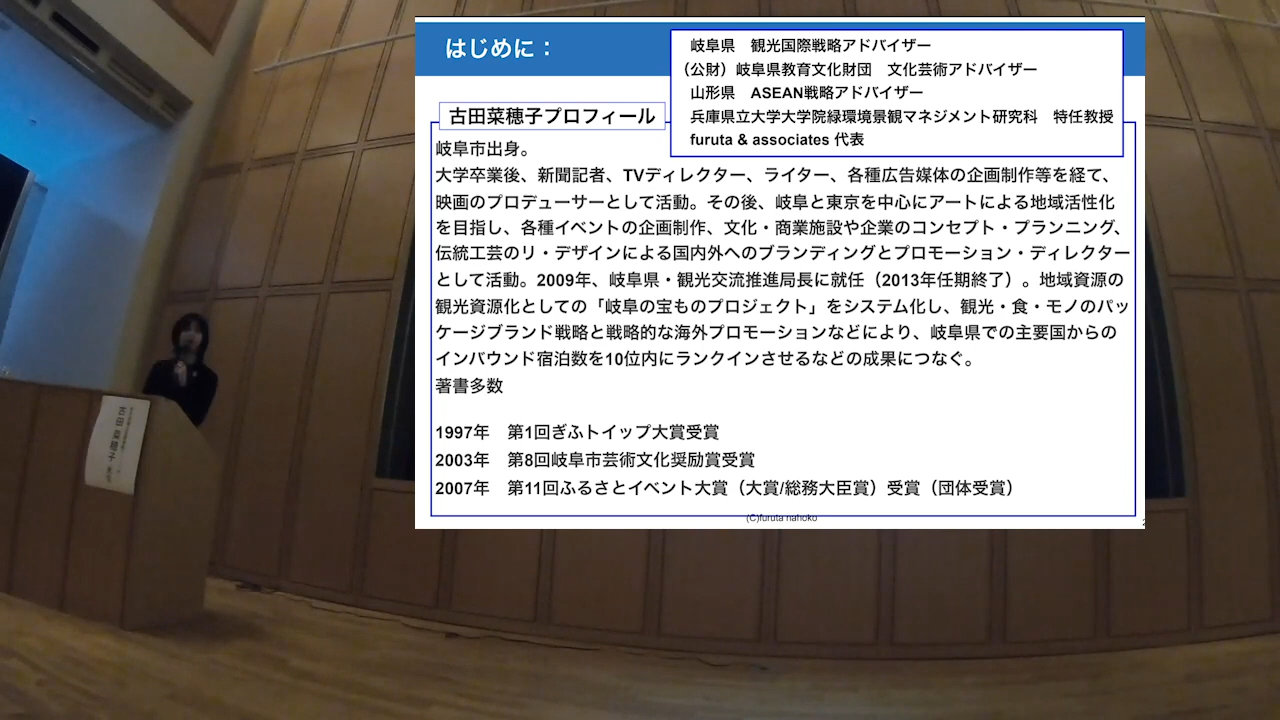 はじめに：
岐阜県　観光国際戦略アドバイザー
（公財）岐阜県教育文化財団　文化芸術アドバイザー
山形県　ASEAN戦略アドバイザー
兵庫県立大学大学院緑環境景観マネジメント研究科　特任教授
furuta & associates 代表
古田菜穂子プロフィール
岐阜市出身。
大学卒業後、新聞記者、TVディレクター、ライター、各種広告媒体の企画制作等を経て、
映画のプロデューサーとして活動。その後、岐阜と東京を中心にアートによる地域活性化
を目指し、各種イベントの企画制作、文化・商業施設や企業のコンセプト・プランニング、
伝統工芸のリ・デザインによる国内外へのブランディングとプロモーション・ディレクター
として活動。2009年、岐阜県・観光交流推進局長に就任（2013年任期終了）。地域資源の
観光資源化としての「岐阜の宝ものプロジェクト」をシステム化し、観光・食・モノのパッ
ケージブランド戦略と戦略的な海外プロモーションなどにより、岐阜県での主要国からの
インバウンド宿泊数を10位内にランクインさせるなどの成果につなぐ。
著書多数
1997年　第1回ぎふトイップ大賞受賞
2003年　第8回岐阜市芸術文化奨励賞受賞
2007年　第11回ふるさとイベント大賞（大賞/総務大臣賞）受賞（団体受賞）
(C)furuta nahoko